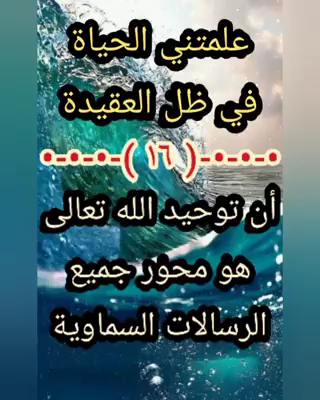 علمتني الحياة
في ظل العقيدة
•-•-•-•-( ١٦ )-•-•-•-•
أن توحيد الله تعالى
هو محور جميع
الرسالات السماوية